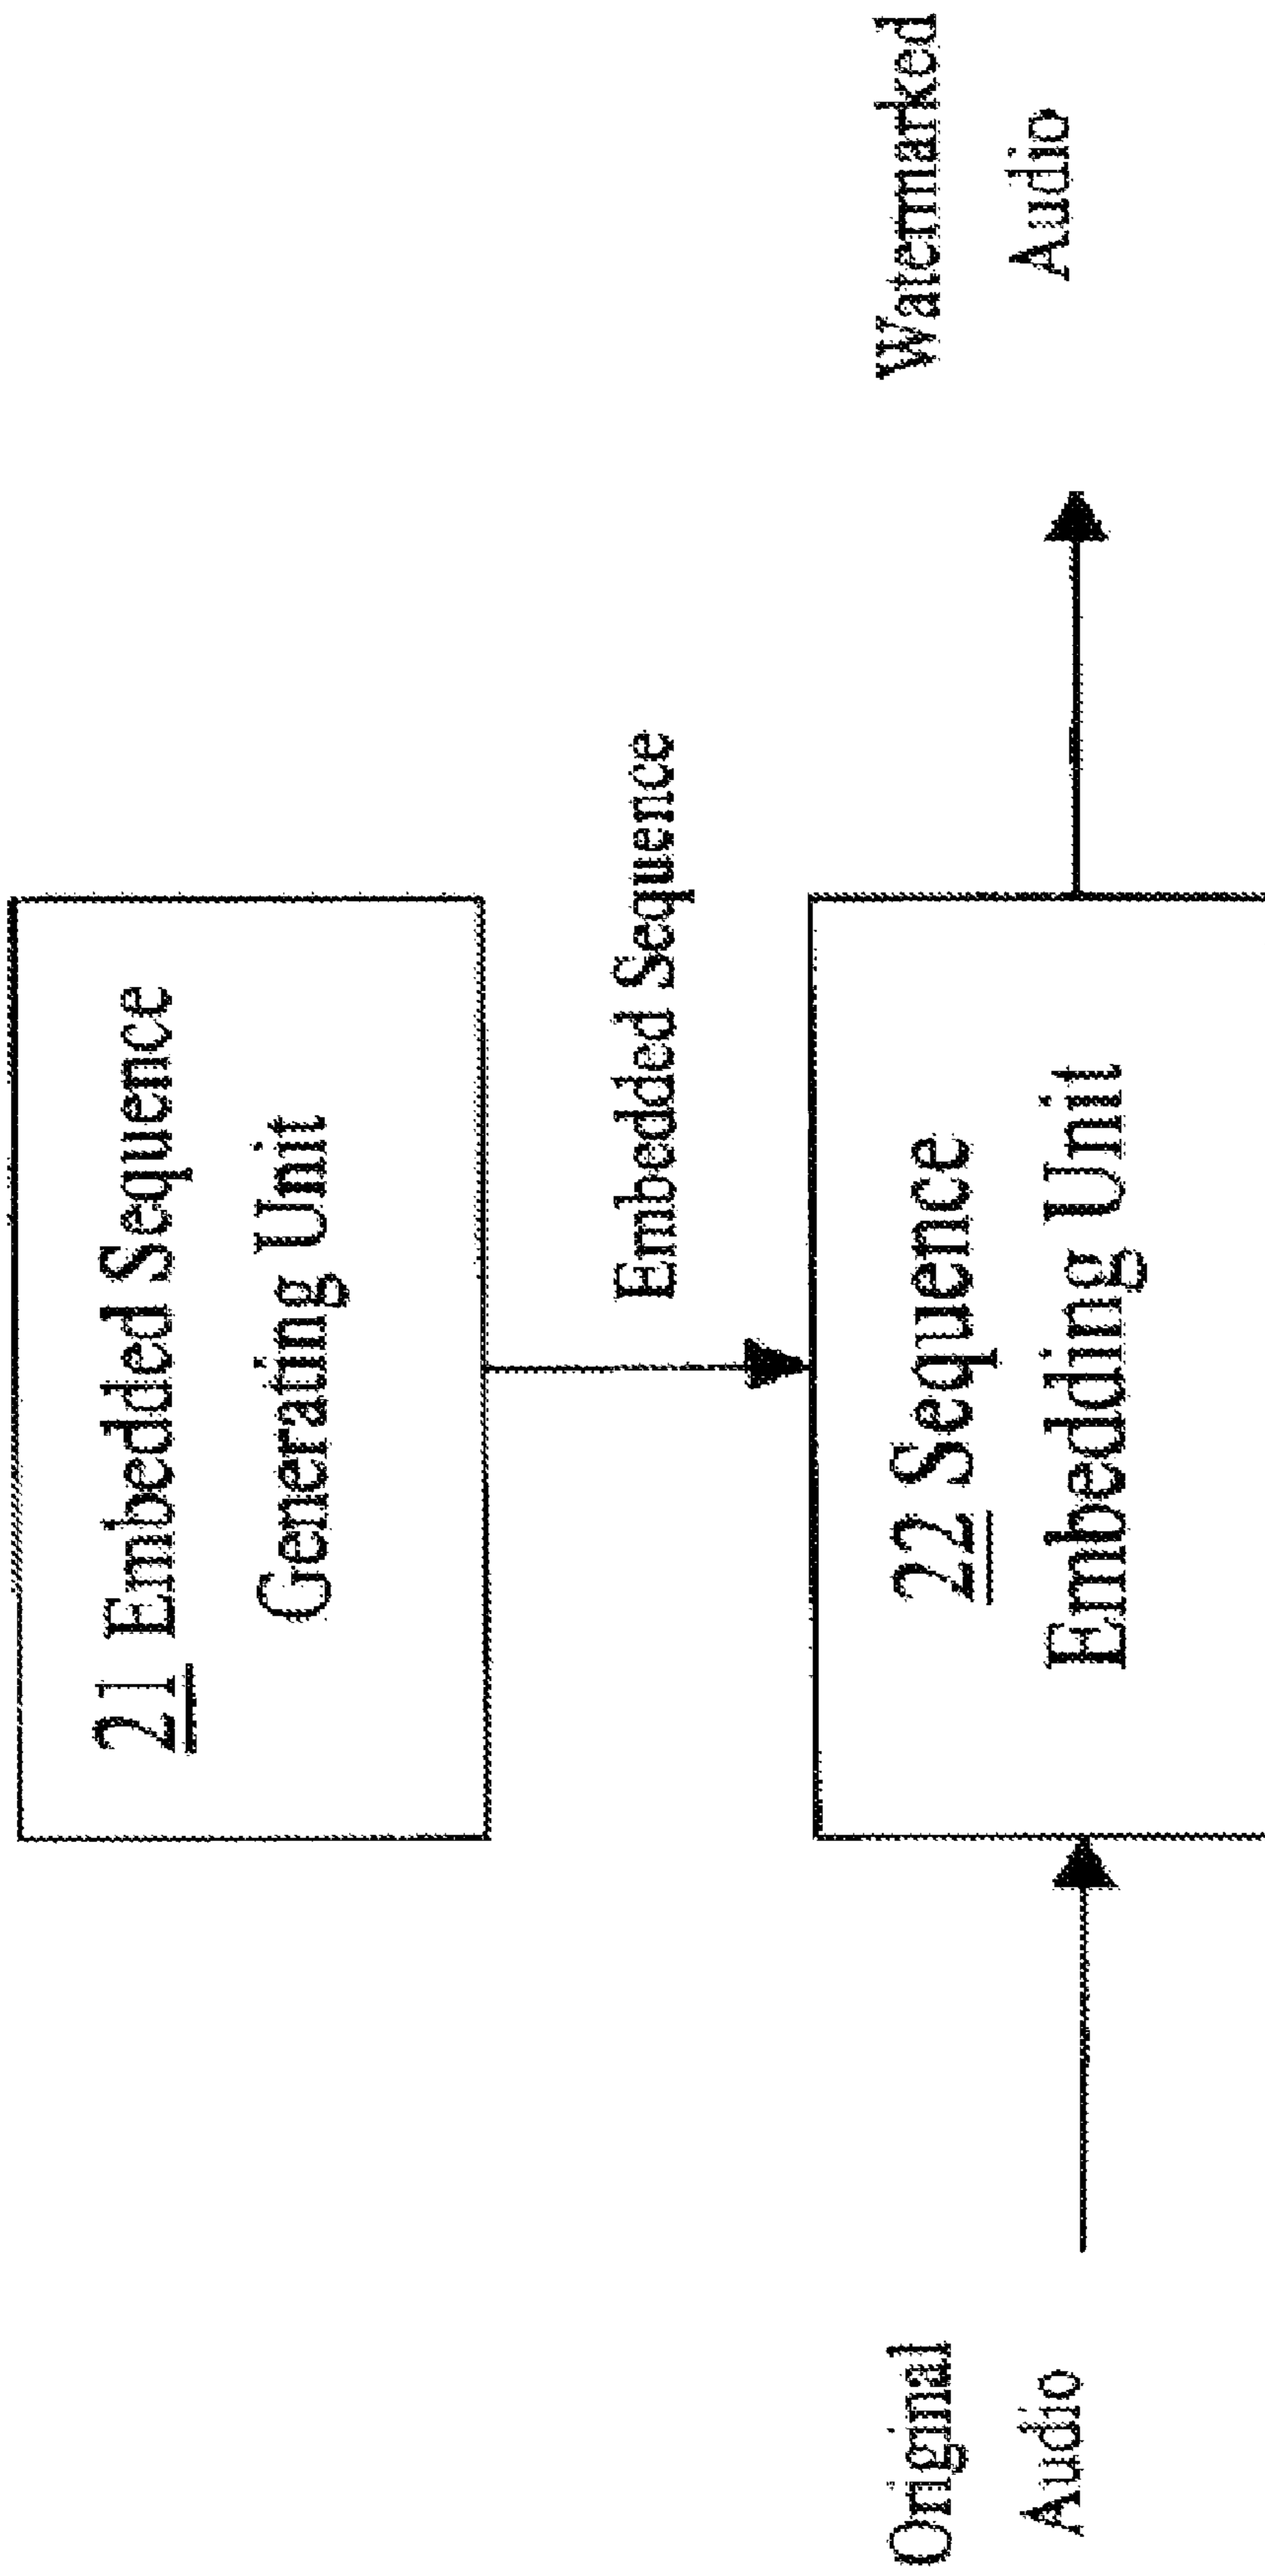 21 Embedded Sequence
Generating Unit
Embedded Sequence
Original
Audio
22 Sequence
Embedding Unit
Watermarked
Audio